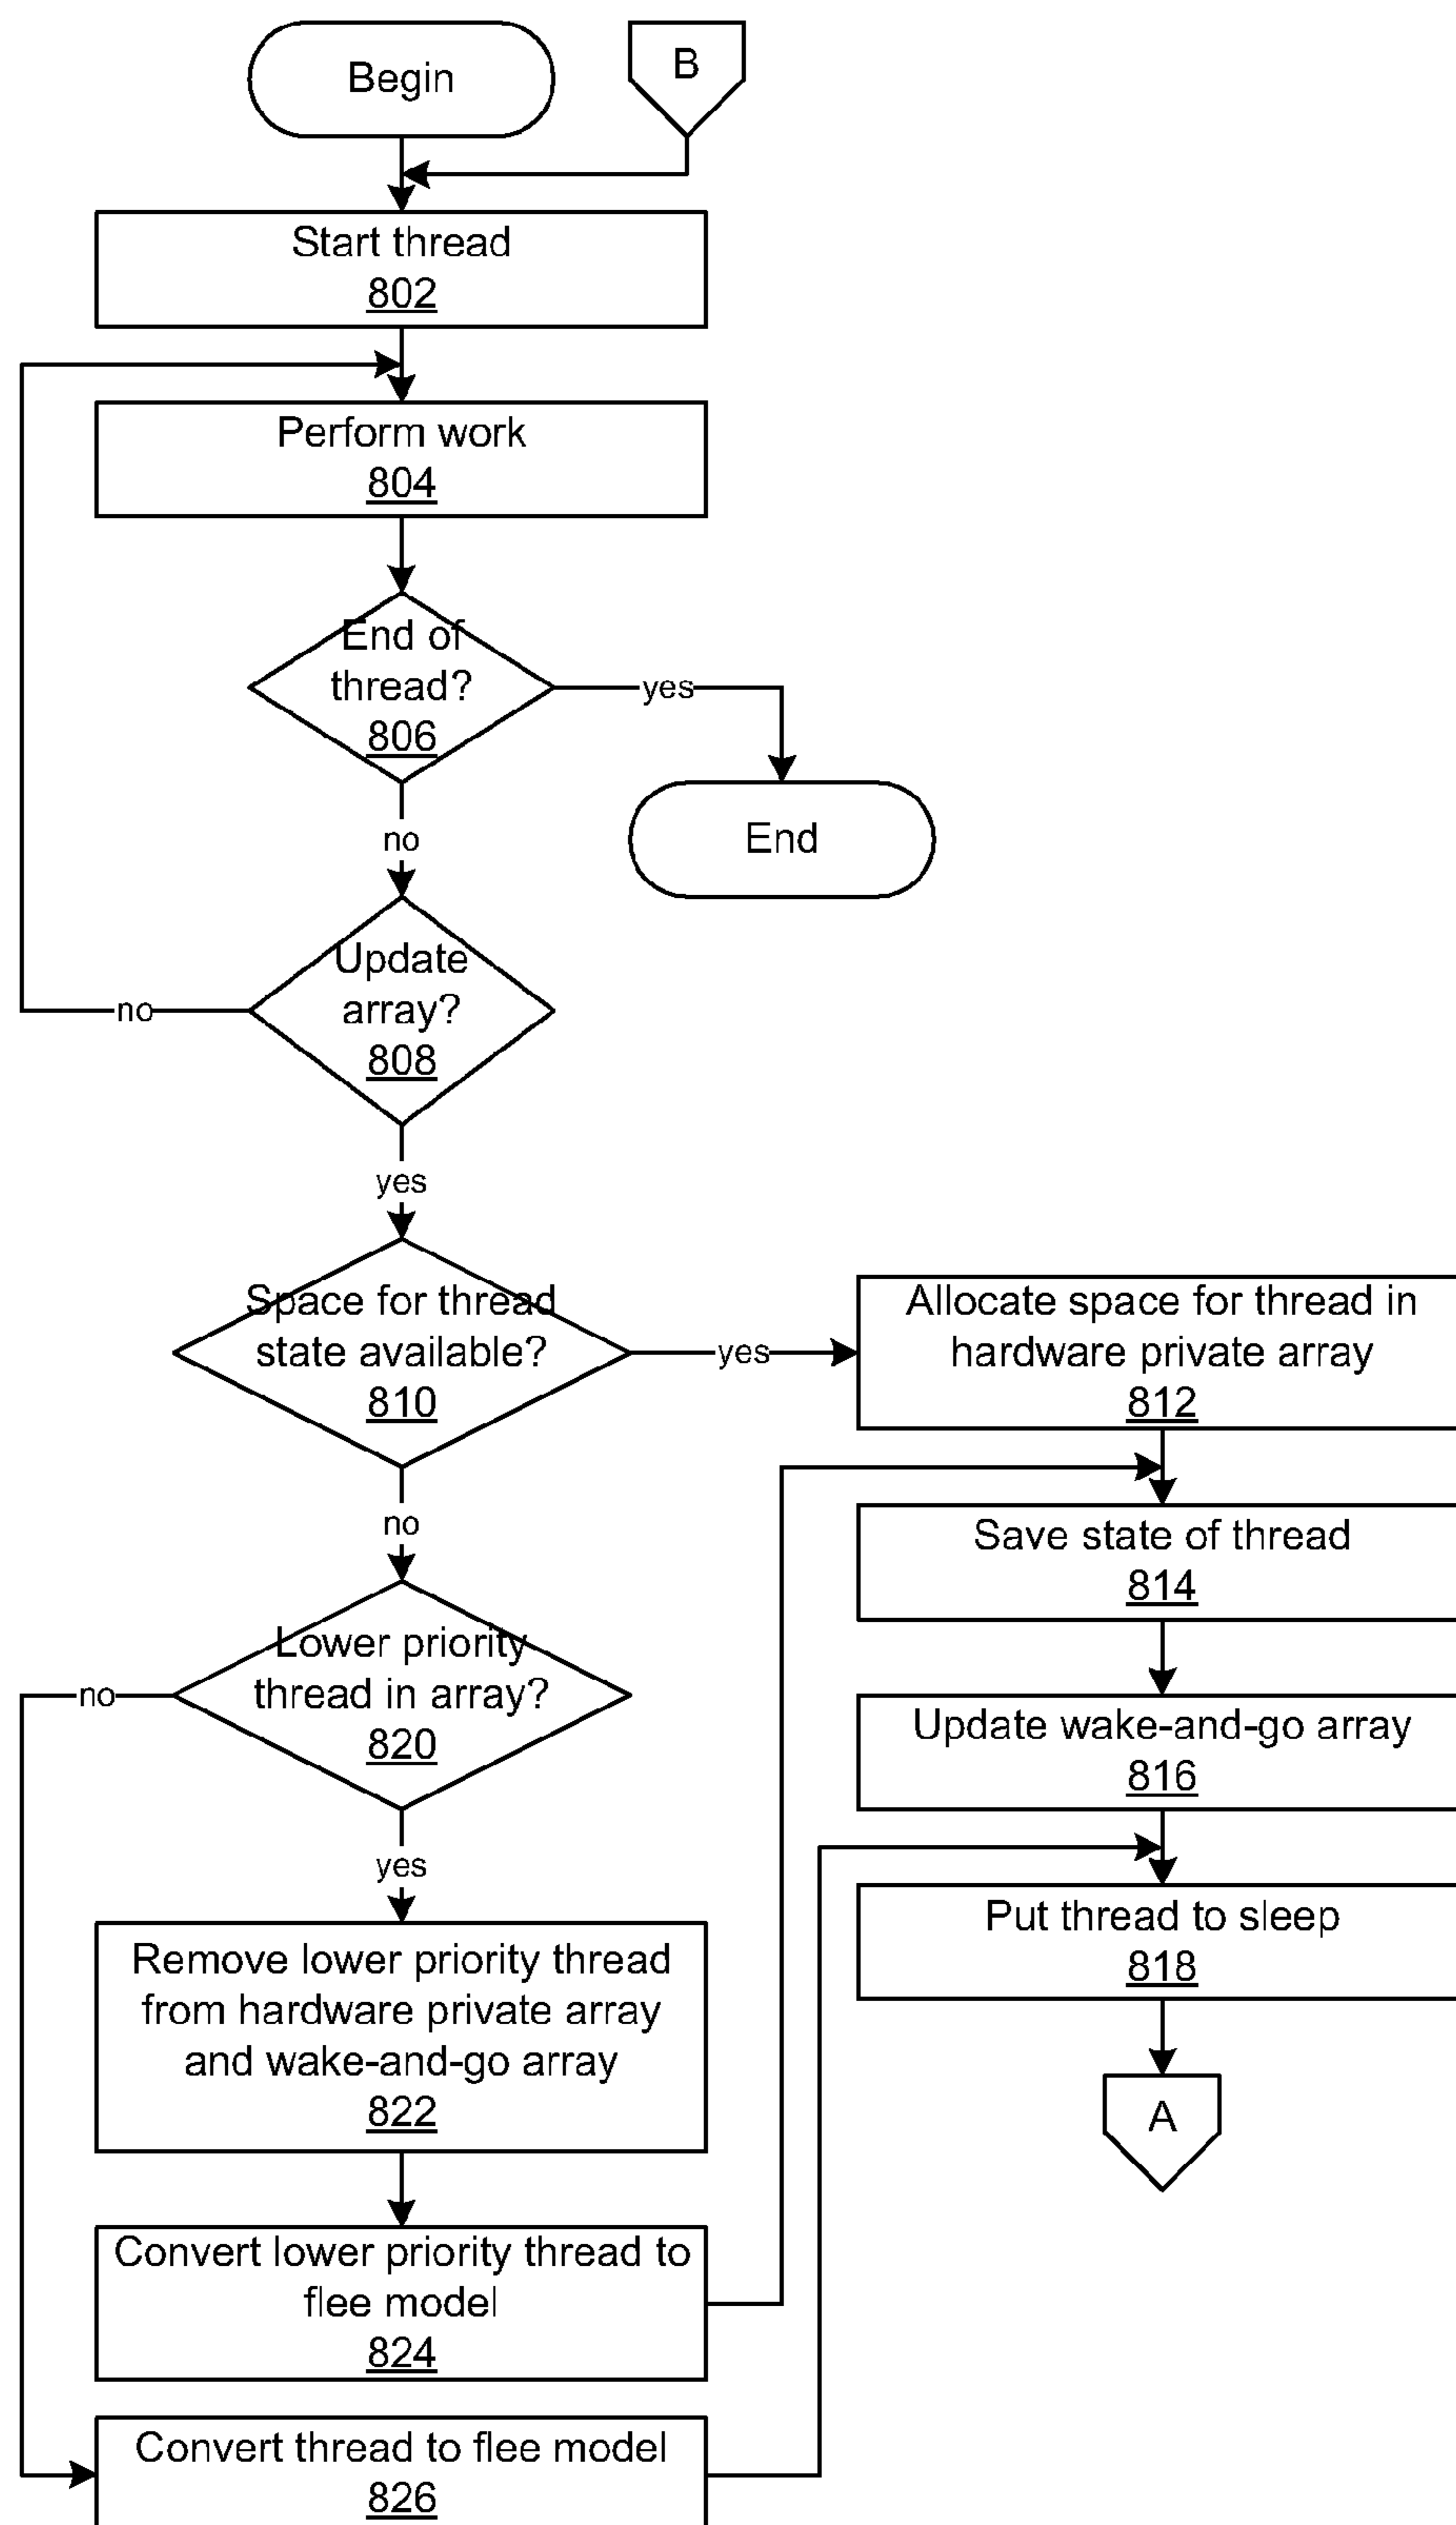 Begin
B
Start thread
802
Perform work
804
End of
thread?
806
yes
End
no
Update
array?
808
no
yes
Space for thread
state available?
810
yes
Allocate space for thread in
hardware private array
812
no
Save state of thread
814
Lower priority
thread in array?
820
no
Update wake-and-go array
816
yes
Put thread to sleep
818
Remove lower priority thread
from hardware private array
and wake-and-go array
822
A
Convert lower priority thread to
flee model
824
Convert thread to flee model
826